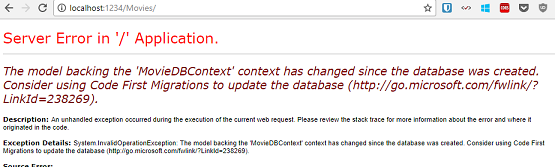 localhost:1234/Movies/
Server Error in '/' Application.
The model backing the 'MovieDBContext' context has changed since the database was created.
Consider using Code First Migrations to update the database (http://go.microsoft.com/fwlink/?
LinkId=238269).
Description: An unhandled exception occurred during the execution of the current web request. Please review the stack trace for more information about the error and where it
originated in the code.
Exception Details: System.InvalidOperationException: The model backing the 'MovieDBContext' context has changed since the database was created. Consider using Code First
Migrations to update the database (http://go.microsoft.com/fwlink/?LinkId=238269).
Source Error: